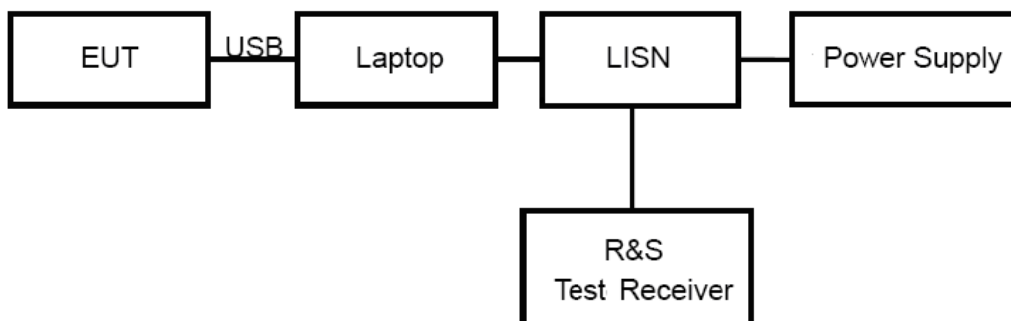 EUT
USB
Laptop
LISN
Power Supply
R&S
Test Receiver